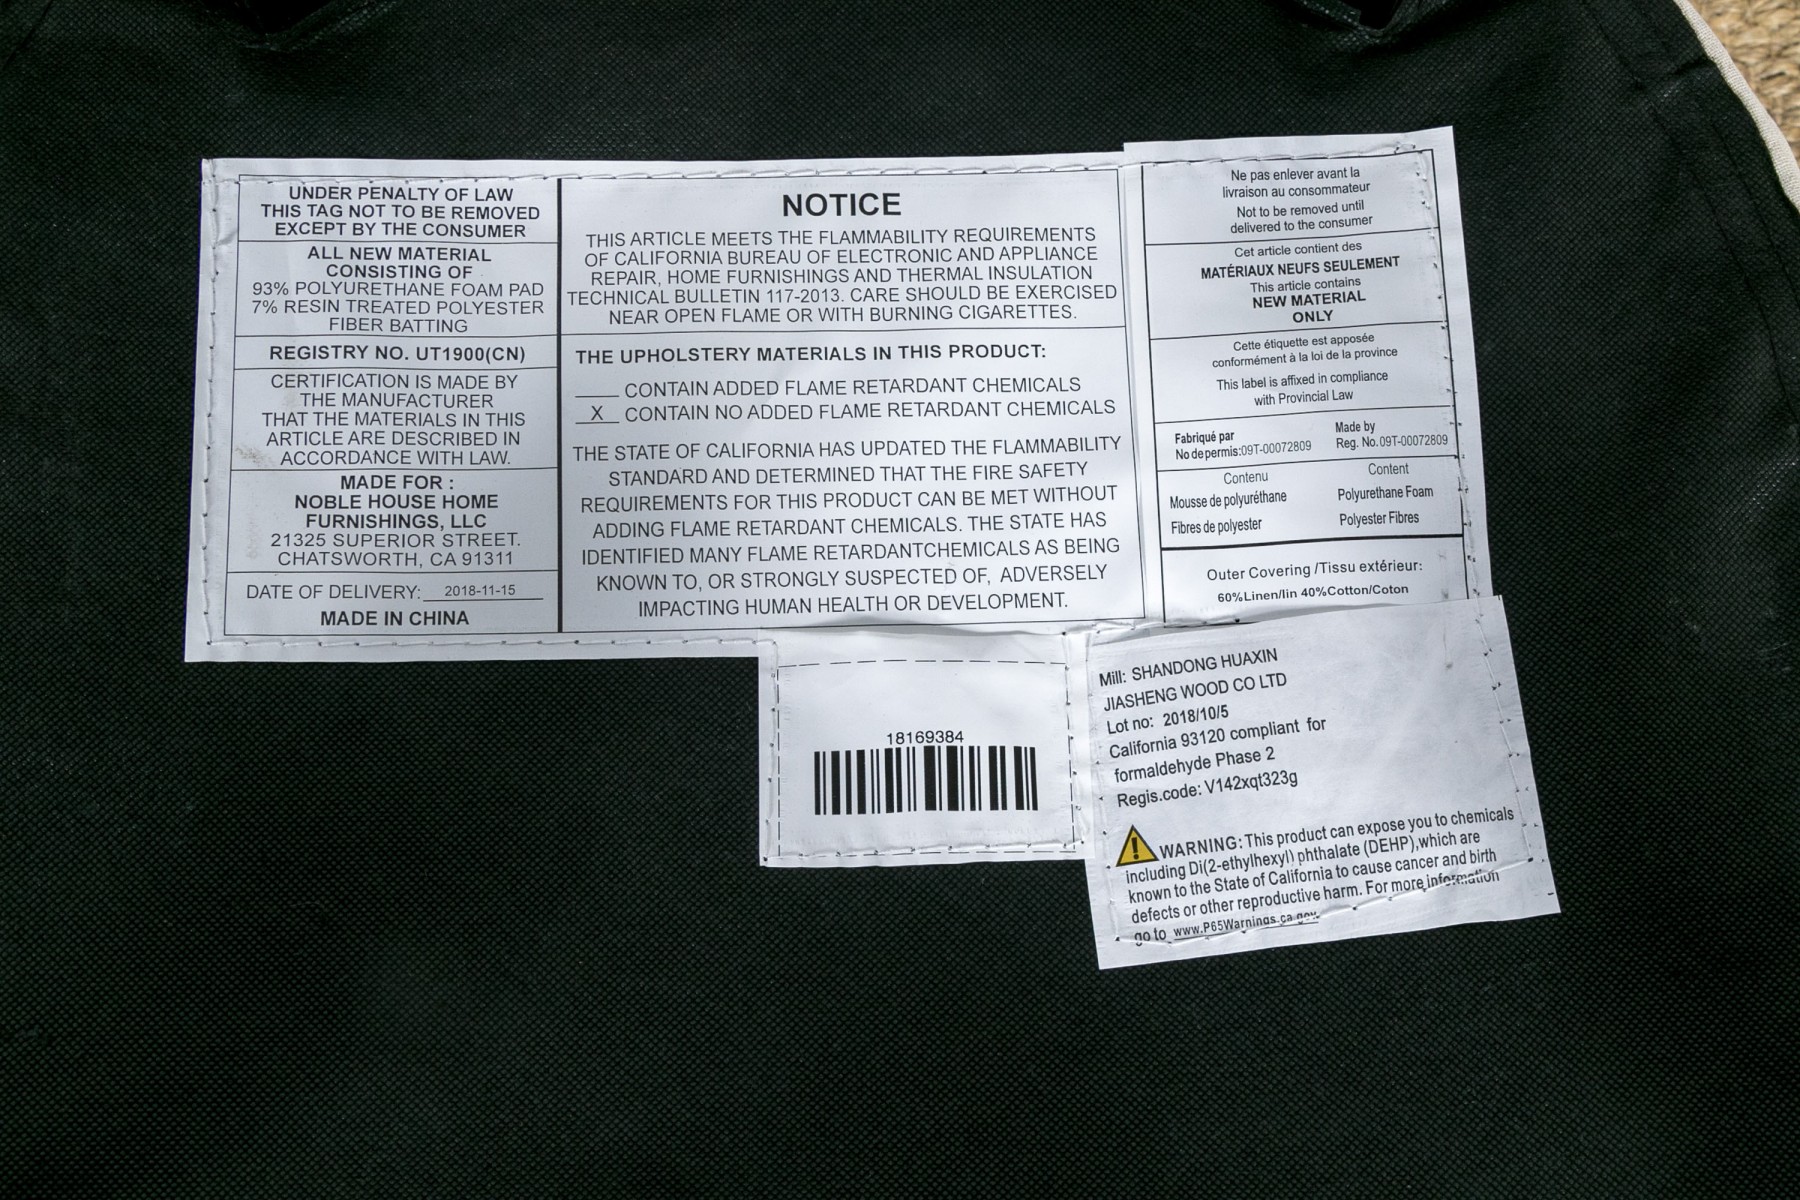 UNDER PENALTY OF LAW
THIS TAG NOT TO BE REMOVED
EXCEPT BY THE CONSUMER
ALL NEW MATERIAL
CONSISTING OF
93% POLYURETHANE FOAM PAD
7% RESIN TREATED POLYESTER
FIBER BATTING
REGISTRY NO. UT1900(CN)
CERTIFICATION IS MADE BY
THE MANUFACTURER
THAT THE MATERIALS IN THIS
ARTICLE ARE DESCRIBED IN
ACCORDANCE WITH LAW.
MADE FOR :
NOBLE HOUSE HOME
FURNISHINGS, LLC
21325 SUPERIOR STREET.
CHATSWORTH, CA 91311
DATE OF DELIVERY: 2018-11-15
MADE IN CHINA
NOTICE
THIS ARTICLE MEETS THE FLAMMABILITY REQUIREMENTS
OF CALIFORNIA BUREAU OF ELECTRONIC AND APPLIANCE
REPAIR, HOME FURNISHINGS AND THERMAL INSULATION
TECHNICAL BULLETIN 117-2013. CARE SHOULD BE EXERCISED
NEAR OPEN FLAME OR WITH BURNING CIGARETTES.
THE UPHOLSTERY MATERIALS IN THIS PRODUCT:
____ CONTAIN ADDED FLAME RETARDANT CHEMICALS
X CONTAIN NO ADDED FLAME RETARDANT CHEMICALS
THE STATE OF CALIFORNIA HAS UPDATED THE FLAMMABILITY
STANDARD AND DETERMINED THAT THE FIRE SAFETY
REQUIREMENTS FOR THIS PRODUCT CAN BE MET WITHOUT
ADDING FLAME RETARDANT CHEMICALS. THE STATE HAS
IDENTIFIED MANY FLAME RETARDANTCHEMICALS AS BEING
KNOWN TO, OR STRONGLY SUSPECTED OF, ADVERSELY
IMPACTING HUMAN HEALTH OR DEVELOPMENT.
Ne pas enlever avant la
livraison au consommateur
Not to be removed until
delivered to the consumer
Cet article contient des
MATÉRIAUX NEUFS SEULEMENT
This article contains
NEW MATERIAL
ONLY
Cette étiquette est apposée
conformément à la loi de la province
This label is affixed in compliance
with Provincial Law
Fabriqué par
No de permis:09T-00072809
Made by
Reg. No.09T-00072809
Contenu Content
Mousse de polyuréthane Polyurethane Foam
Fibres de polyester Polyester Fibres
Outer Covering /Tissu extérieur:
60%Linen/lin 40%Cotton/Coton
18169384
Mill: SHANDONG HUAXIN
JIASHENG WOOD CO LTD
Lot no: 2018/10/5
California 93120 compliant for
formaldehyde Phase 2
Regis.code: V142xqt323g
WARNING: This product can expose you to chemicals
including Di(2-ethylhexyl) phthalate (DEHP),which are
known to the State of California to cause cancer and birth
defects or other reproductive harm. For more information
go to www.P65Warnings.ca.gov.